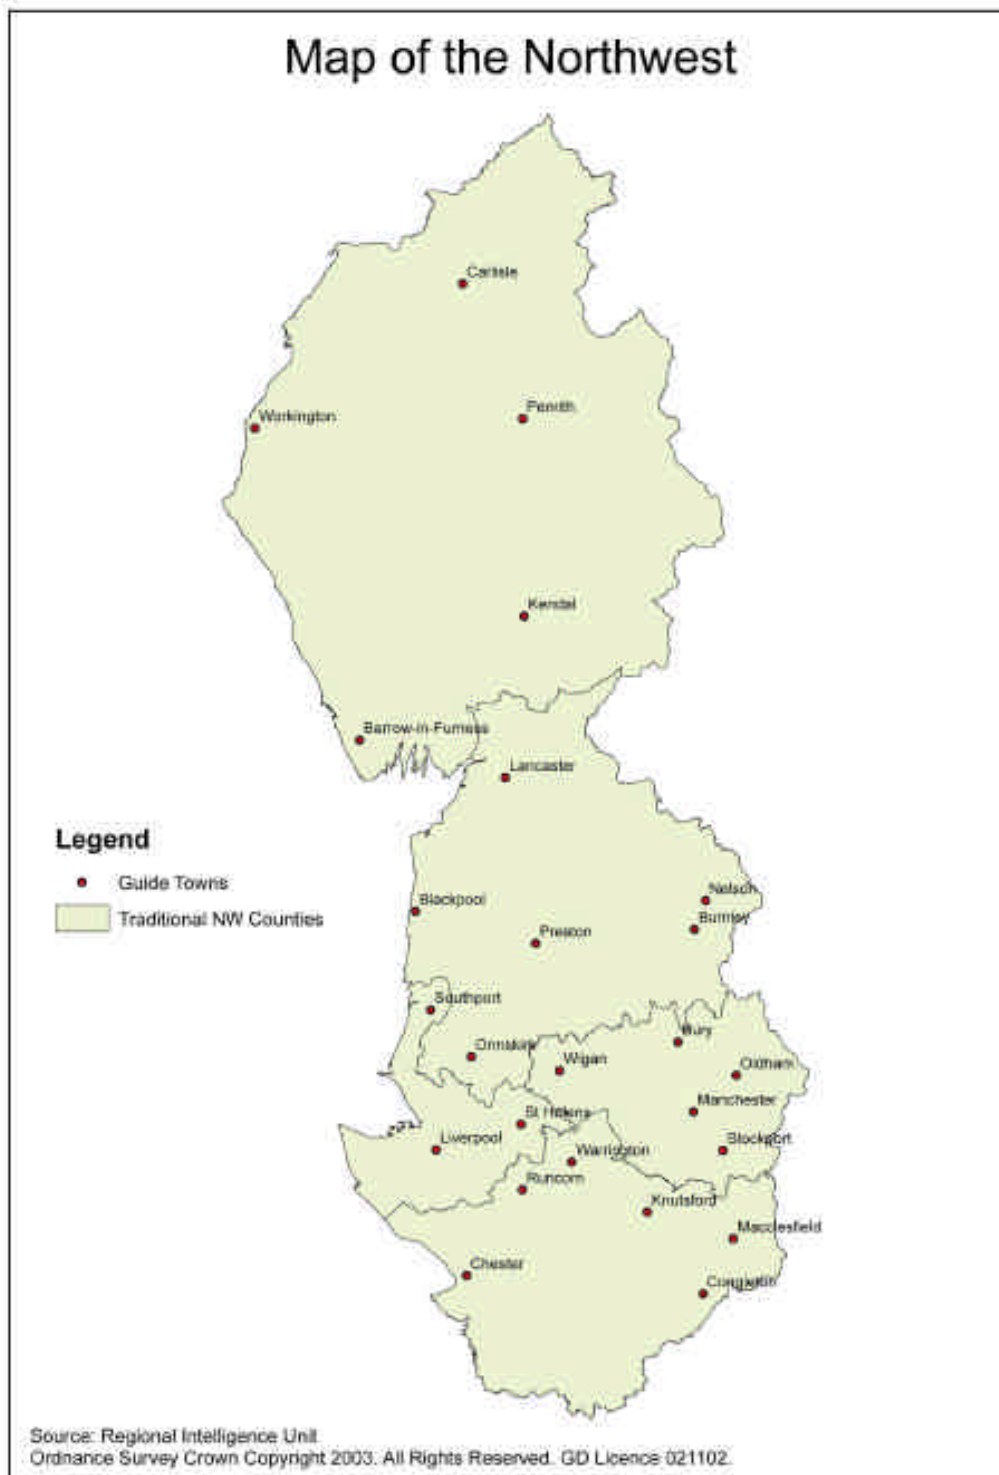 Map of the Northwest
Carlisle
Penrith
Workington
Kendal
Barrow-in-Furness
Lancaster
Legend
Guide Towns
Traditional NW Counties
Nelson
Blackpool
Burnley
Preston
Southport
Bury
Ormskirk
Wigan
Oldham
Manchester
St Helens
Liverpool
Stockport
Warrington
Runcorn
Knutsford
Macclesfield
Chester
Congleton
Source: Regional Intelligence Unit
Ordnance Survey Crown Copyright 2003. All Rights Reserved. GD Licence 021102.